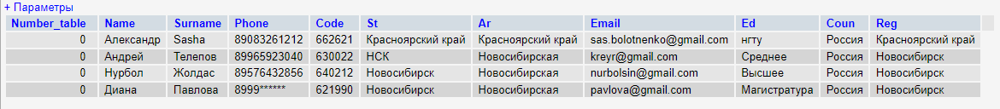 + Параметры
Number_table Name Surname Phone Code St Ar Email Ed Coun Reg
0 Александр Sasha 89083261212 662621 Красноярский край Красноярский край sas.bolotnenko@gmail.com нгту Россия Красноярский край
0 Андрей Телепов 89965923040 630022 НСК Новосибирская kreyr@gmail.com Среднее Россия Новосибирск
0 Нурбол Жолдас 89576432856 640212 Новосибирск Новосибирская nurbolsin@gmail.com Высшее Россия Новосибирск
0 Диана Павлова 8999****** 621990 Новосибирск Новосибирская pavlova@gmail.com Магистратура Россия Новосибирск